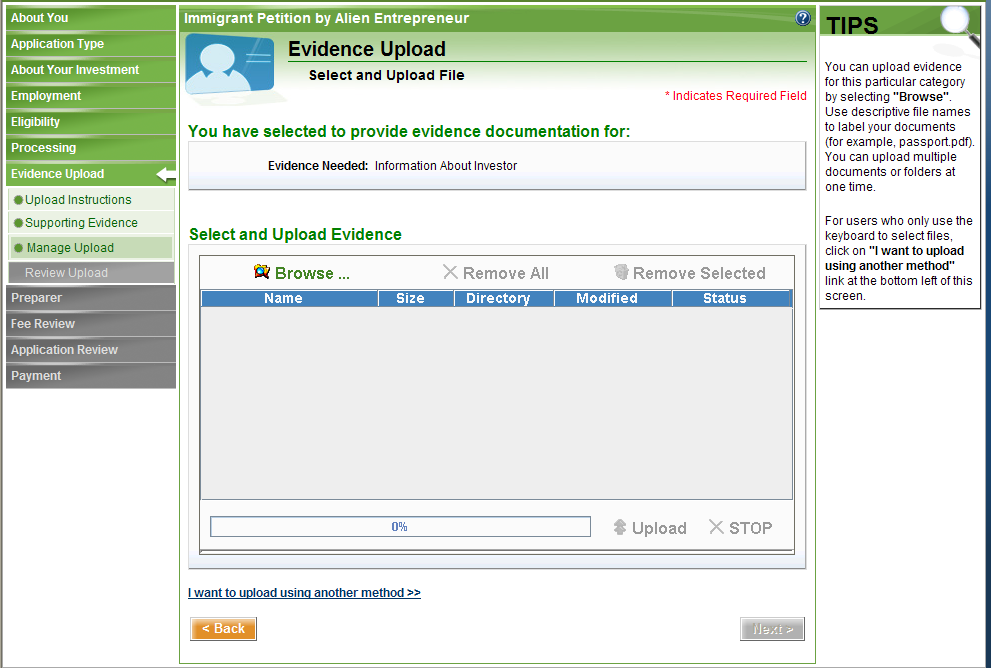 About You
Application Type
About Your Investment
Employment
Eligibility
Processing
Evidence Upload
Upload Instructions
Supporting Evidence
Manage Upload
Review Upload
Preparer
Fee Review
Application Review
Payment
Immigrant Petition by Alien Entrepreneur
?
Evidence Upload
Select and Upload File
* Indicates Required Field
You have selected to provide evidence documentation for:
Evidence Needed: Information About Investor
Select and Upload Evidence
Browse ... Remove All Remove Selected
Name Size Directory Modified Status
0% Upload STOP
I want to upload using another method >>
< Back Next >
TIPS
You can upload evidence
for this particular category
by selecting "Browse".
Use descriptive file names
to label your documents
(for example, passport.pdf).
You can upload multiple
documents or folders at
one time.
For users who only use the
keyboard to select files,
click on "I want to upload
using another method"
link at the bottom left of this
screen.